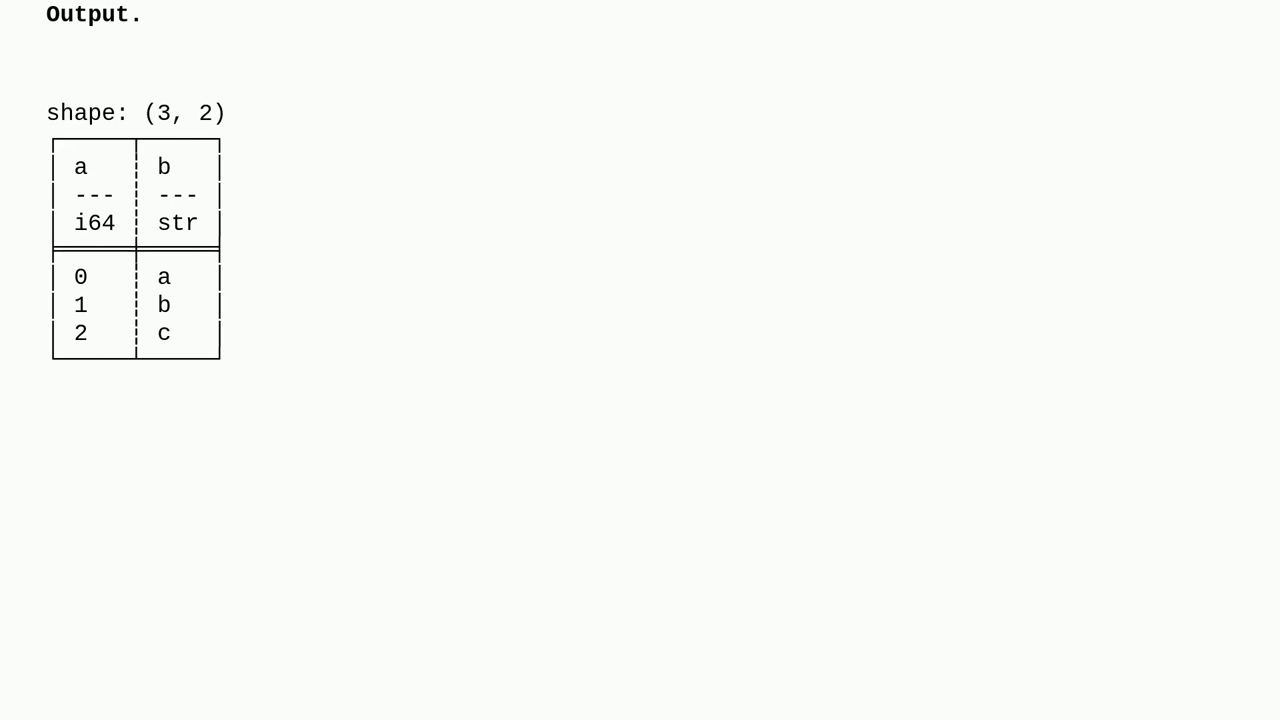 Output.
shape: (3, 2)
a b
--- ---
i64 str
0 a
1 b
2 c